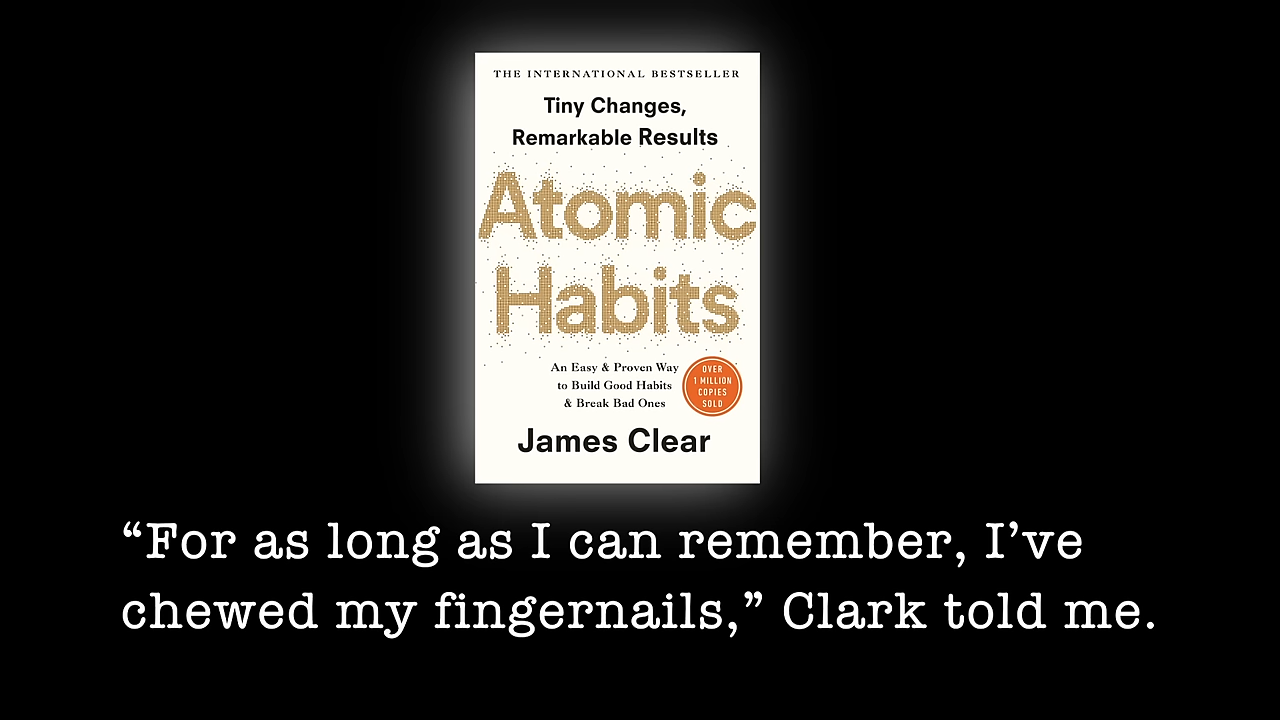 THE INTERNATIONAL BESTSELLER
Tiny Changes,
Remarkable Results
Atomic
Habits
An Easy & Proven Way
to Build Good Habits
& Break Bad Ones
OVER
1 MILLION
COPIES
SOLD
James Clear
“For as long as I can remember, I’ve
chewed my fingernails,” Clark told me.